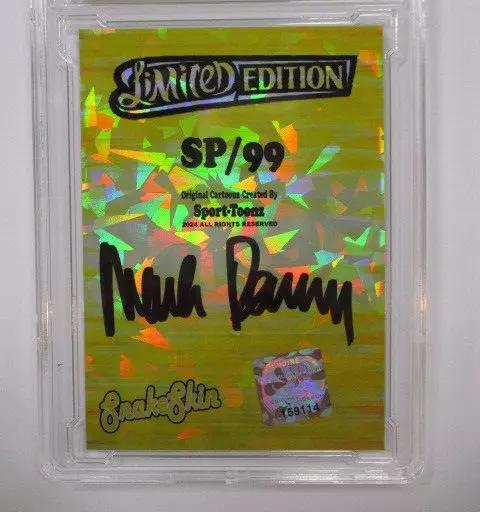 LiMiteD EDITION
SP/99
Original Cartoons Created By
Sport-Toonz
2024 ALL RIGHTS RESERVED
SnakeSkin
159114